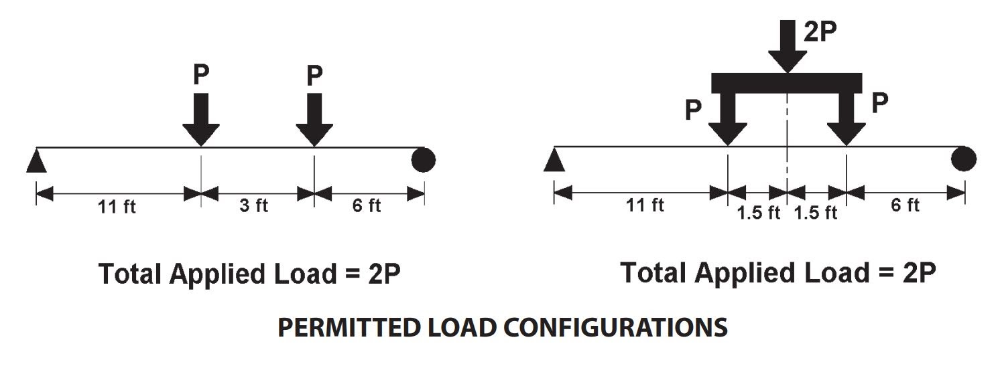 P P
11 ft 3 ft 6 ft
Total Applied Load = 2P
2P
P P
11 ft 1.5 ft 1.5 ft 6 ft
Total Applied Load = 2P
PERMITTED LOAD CONFIGURATIONS